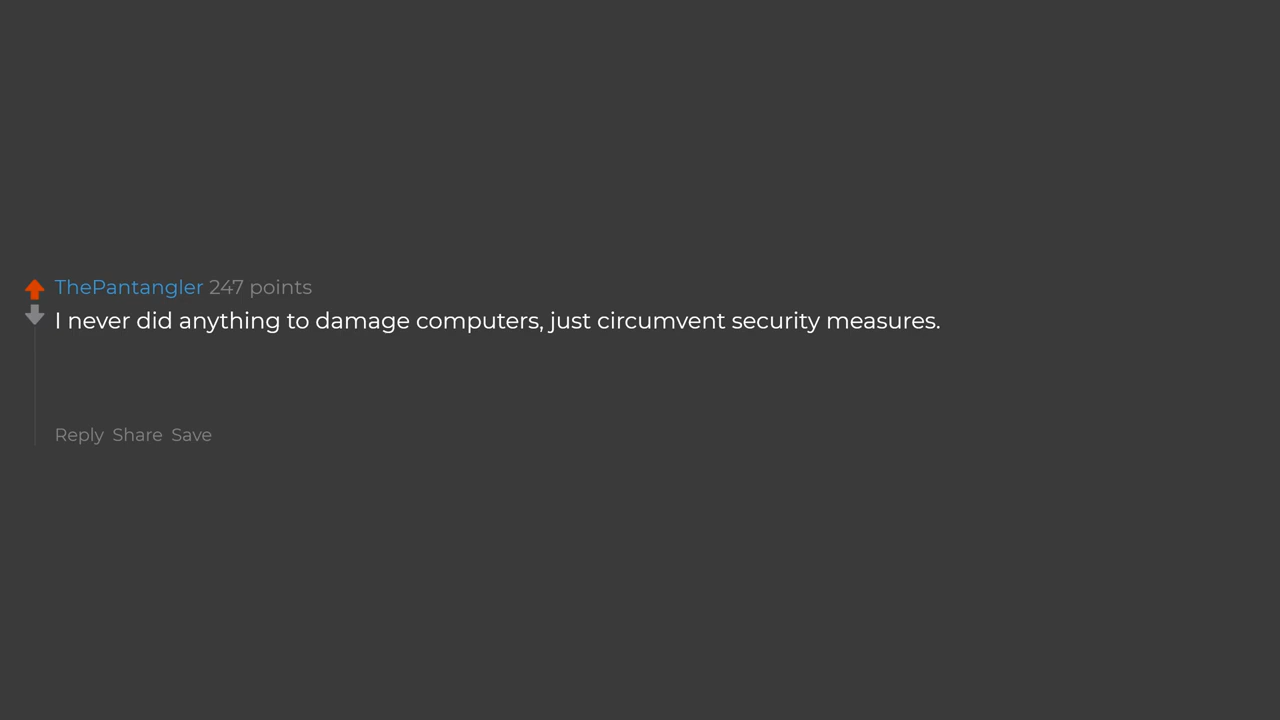 ThePantangler 247 points
I never did anything to damage computers, just circumvent security measures.
Reply Share Save